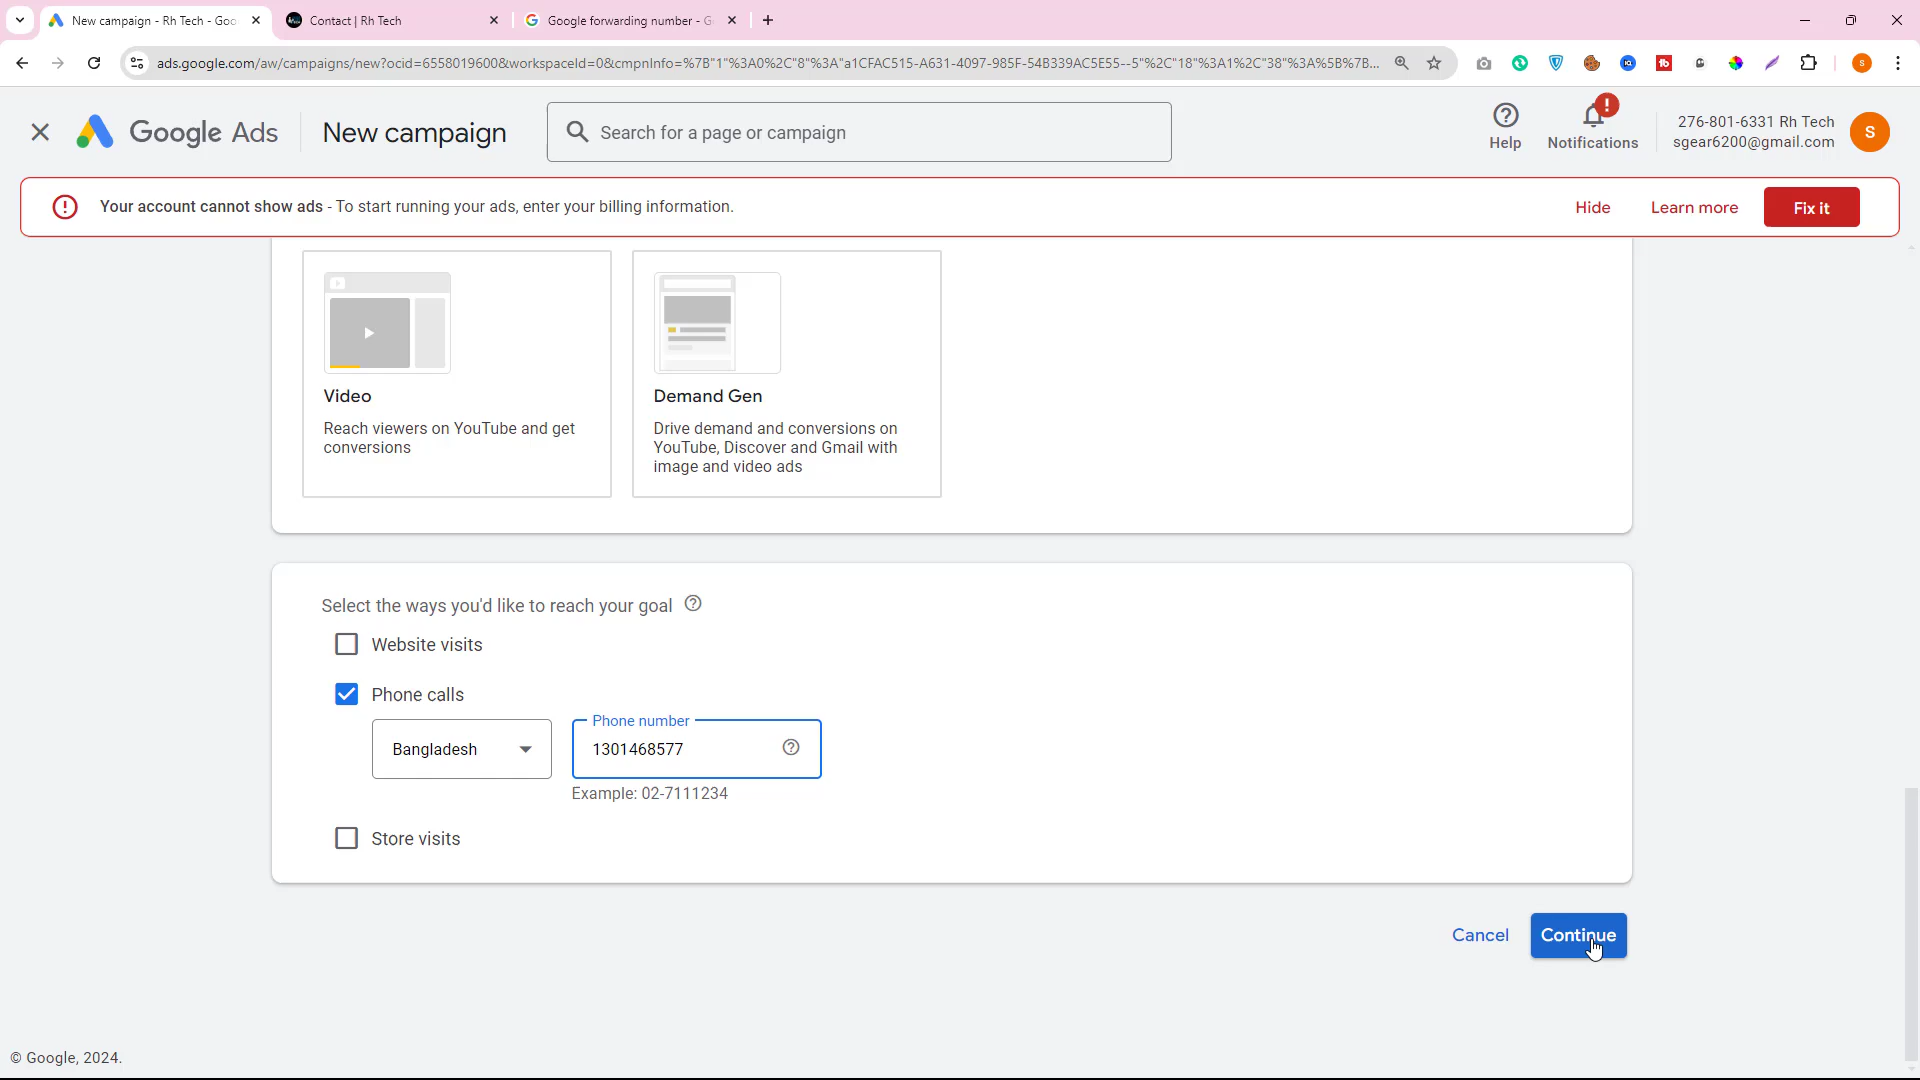 New campaign - Rh Tech - Goo
Contact | Rh Tech
Google forwarding number - G
ads.google.com/aw/campaigns/new?ocid=6558019600&workspaceId=0&cmpnInfo=%7B"1"%3A0%2C"8"%3A"a1CFAC515-A631-4097-985F-54B339AC5E55--5"%2C"18"%3A1%2C"38"%3A%5B%7B...
Google Ads
New campaign
Search for a page or campaign
Help
Notifications
276-801-6331 Rh Tech
sgear6200@gmail.com
S
Your account cannot show ads - To start running your ads, enter your billing information.
Hide
Learn more
Fix it
Video
Reach viewers on YouTube and get
conversions
Demand Gen
Drive demand and conversions on
YouTube, Discover and Gmail with
image and video ads
Select the ways you'd like to reach your goal
Website visits
Phone calls
Bangladesh
Phone number
1301468577
Example: 02-7111234
Store visits
Cancel
Continue
© Google, 2024.